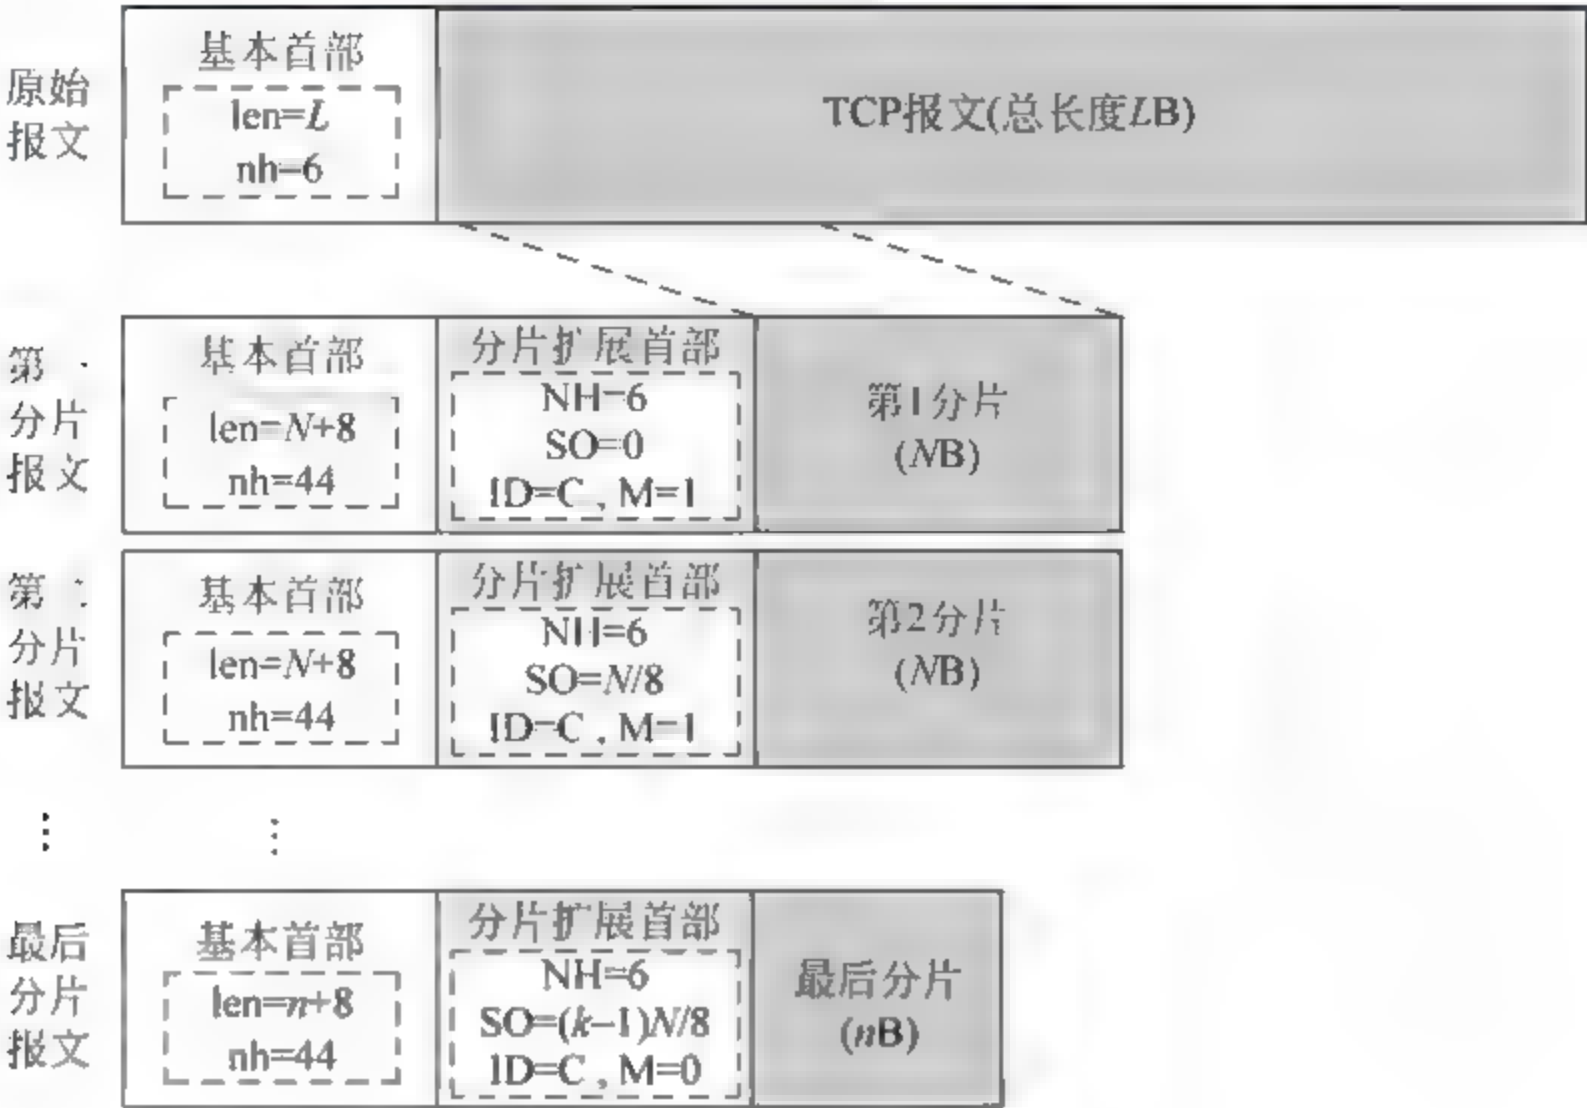 原始
报文
基本首部
len=L
nh=6
TCP报文(总长度LB)
第一
分片
报文
基本首部
len=N+8
nh=44
分片扩展首部
NH=6
SO=0
ID=C , M=1
第1分片
(NB)
第二
分片
报文
基本首部
len=N+8
nh=44
分片扩展首部
NH=6
SO=N/8
ID=C , M=1
第2分片
(NB)
⋮
⋮
最后
分片
报文
基本首部
len=n+8
nh=44
分片扩展首部
NH=6
SO=(k-1)N/8
ID=C , M=0
最后分片
(nB)